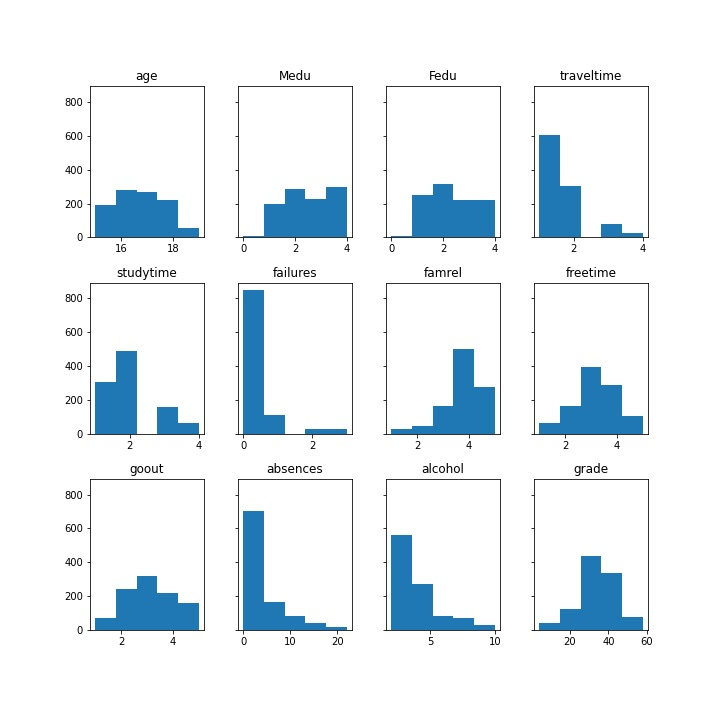 age Medu Fedu traveltime
800
600
400
200
0
16 18 0 2 4 0 2 4 2 4
studytime failures famrel freetime
800
600
400
200
0
2 4 0 2 2 4 2 4
goout absences alcohol grade
800
600
400
200
0
2 4 0 10 20 5 10 20 40 60